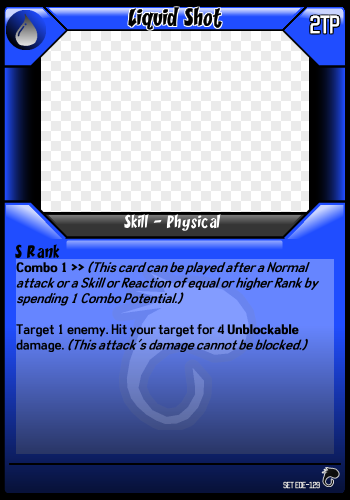 Liquid Shot
2TP
Skill - Physical
S Rank
Combo 1 >> (This card can be played after a Normal
attack or a Skill or Reaction of equal or higher Rank by
spending 1 Combo Potential.)
Target 1 enemy. Hit your target for 4 Unblockable
damage. (This attack's damage cannot be blocked.)
SET EDE-129